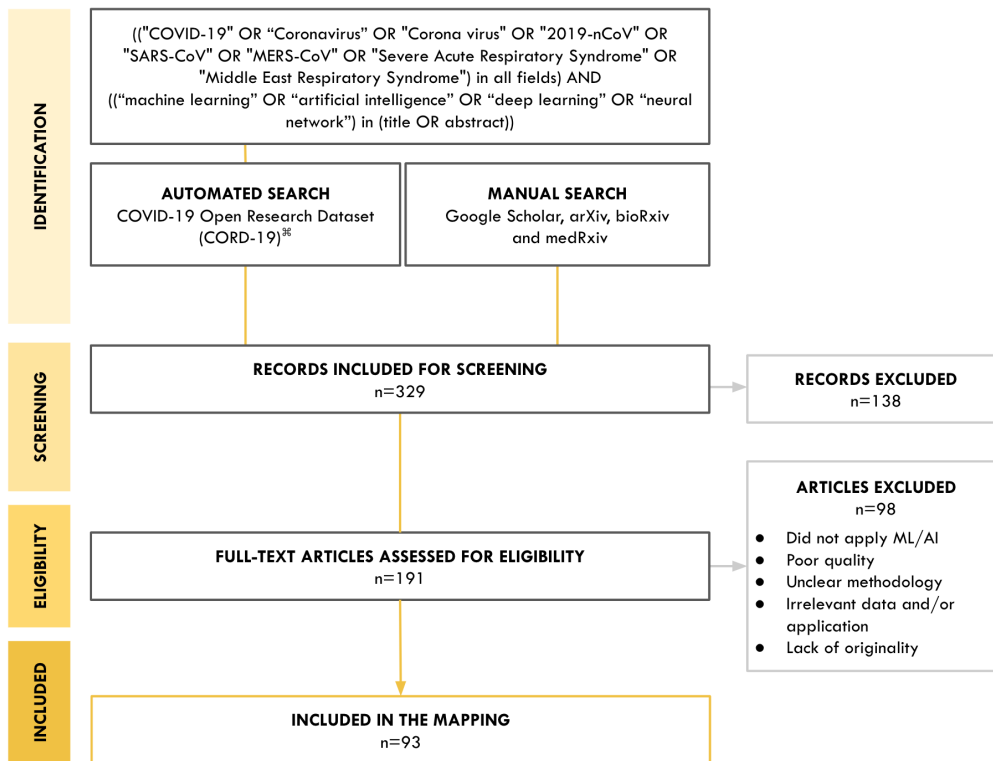 IDENTIFICATION
(("COVID-19" OR “Coronavirus” OR "Corona virus" OR "2019-nCoV" OR
"SARS-CoV" OR "MERS-CoV" OR "Severe Acute Respiratory Syndrome" OR
"Middle East Respiratory Syndrome") in all fields) AND
((“machine learning” OR “artificial intelligence” OR “deep learning” OR “neural
network”) in (title OR abstract))
AUTOMATED SEARCH
COVID-19 Open Research Dataset
(CORD-19)⌘
MANUAL SEARCH
Google Scholar, arXiv, bioRxiv
and medRxiv
SCREENING
RECORDS INCLUDED FOR SCREENING
n=329
RECORDS EXCLUDED
n=138
ELIGIBILITY
FULL-TEXT ARTICLES ASSESSED FOR ELIGIBILITY
n=191
ARTICLES EXCLUDED
n=98
● Did not apply ML/AI
● Poor quality
● Unclear methodology
● Irrelevant data and/or
application
● Lack of originality
INCLUDED
INCLUDED IN THE MAPPING
n=93